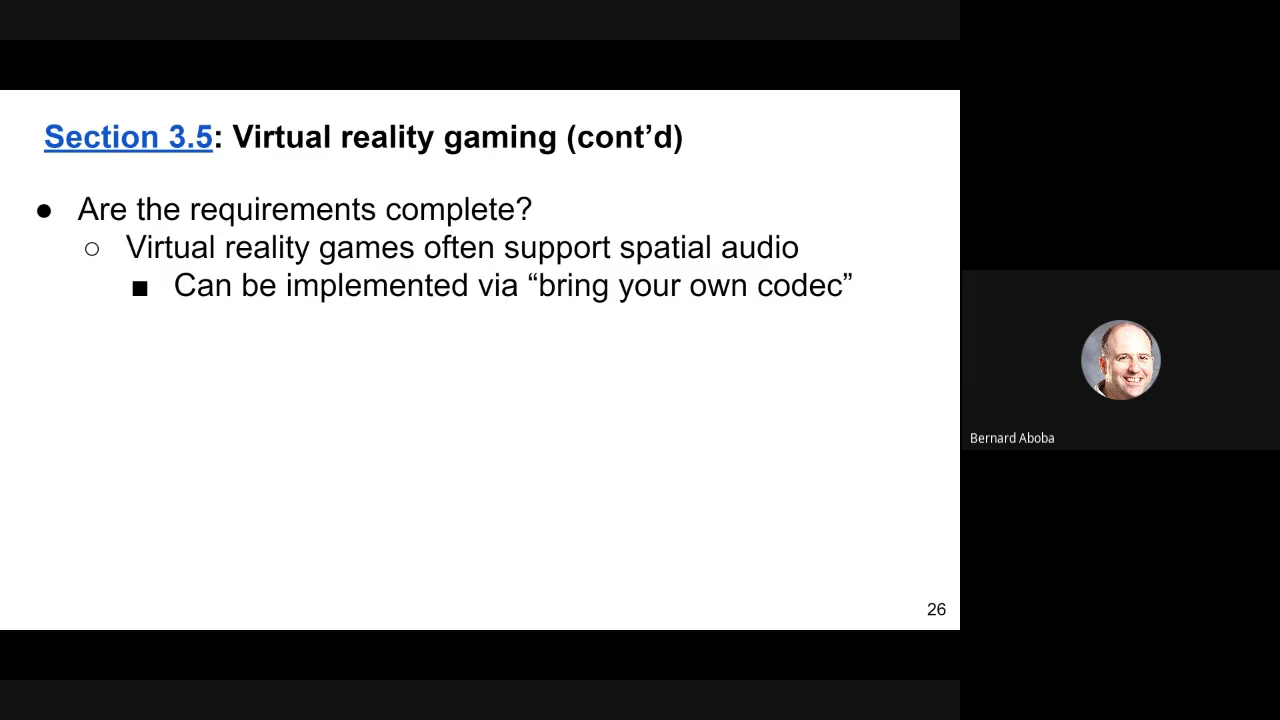 Section 3.5: Virtual reality gaming (cont’d)
● Are the requirements complete?
○ Virtual reality games often support spatial audio
■ Can be implemented via “bring your own codec”
26
Bernard Aboba